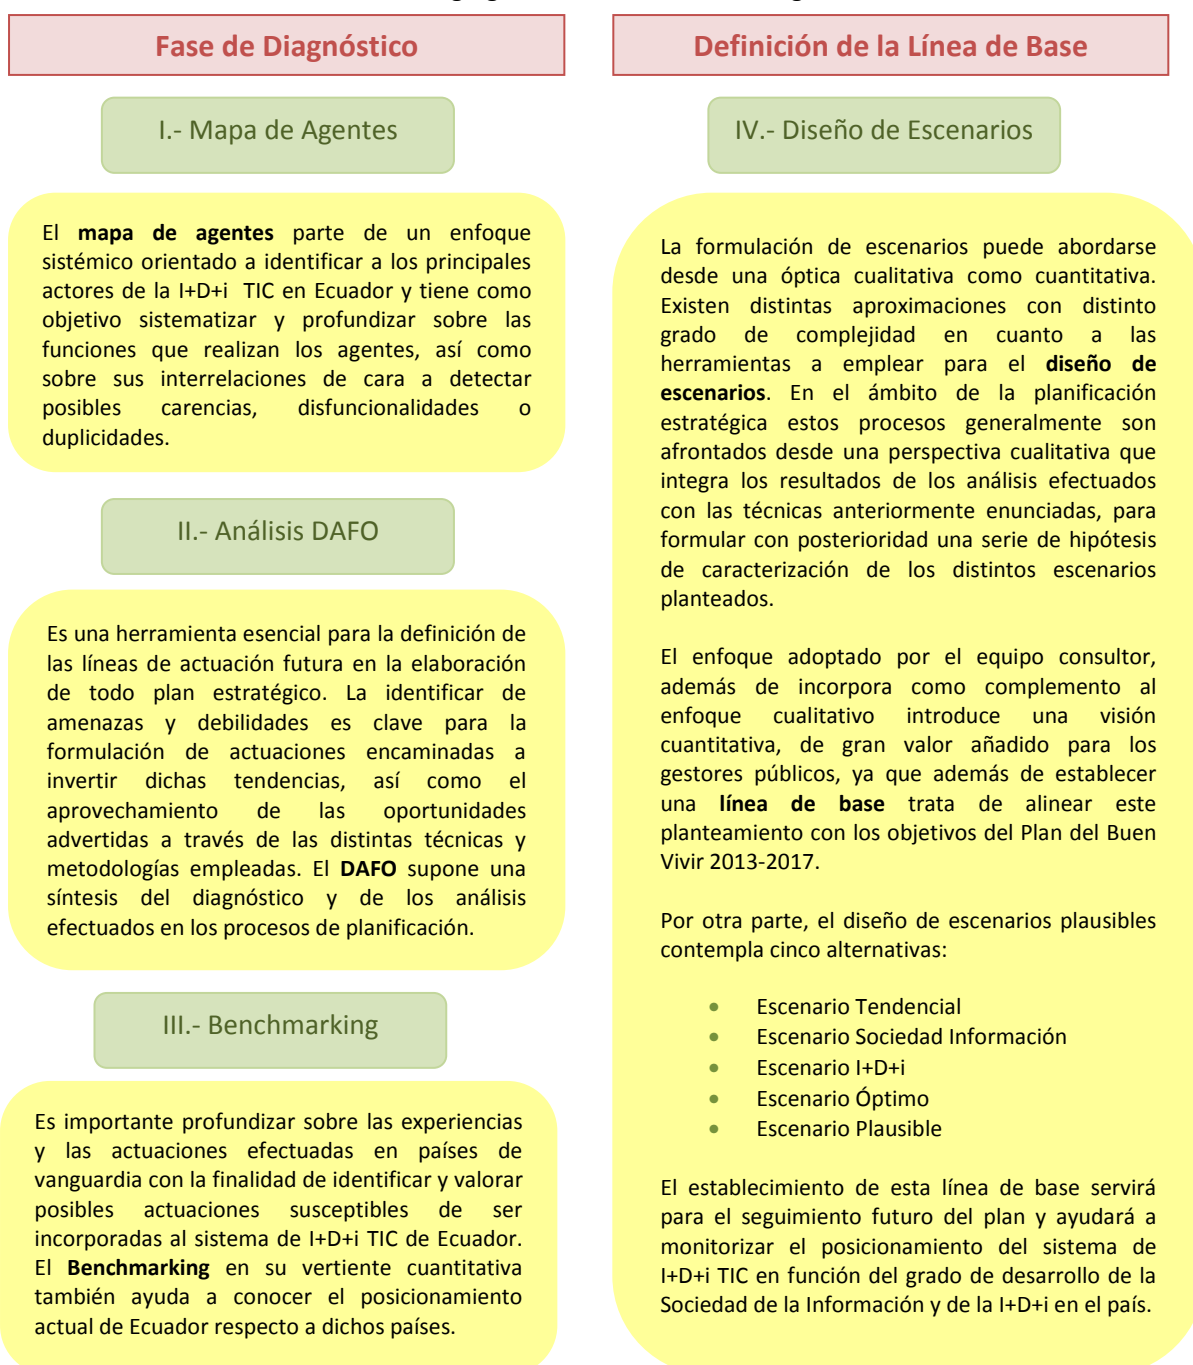 Fase de Diagnóstico
I.- Mapa de Agentes
El mapa de agentes parte de un enfoque
sistémico orientado a identificar a los principales
actores de la I+D+i TIC en Ecuador y tiene como
objetivo sistematizar y profundizar sobre las
funciones que realizan los agentes, así como
sobre sus interrelaciones de cara a detectar
posibles carencias, disfuncionalidades o
duplicidades.
II.- Análisis DAFO
Es una herramienta esencial para la definición de
las líneas de actuación futura en la elaboración
de todo plan estratégico. La identificar de
amenazas y debilidades es clave para la
formulación de actuaciones encaminadas a
invertir dichas tendencias, así como el
aprovechamiento de las oportunidades
advertidas a través de las distintas técnicas y
metodologías empleadas. El DAFO supone una
síntesis del diagnóstico y de los análisis
efectuados en los procesos de planificación.
III.- Benchmarking
Es importante profundizar sobre las experiencias
y las actuaciones efectuadas en países de
vanguardia con la finalidad de identificar y valorar
posibles actuaciones susceptibles de ser
incorporadas al sistema de I+D+i TIC de Ecuador.
El Benchmarking en su vertiente cuantitativa
también ayuda a conocer el posicionamiento
actual de Ecuador respecto a dichos países.
Definición de la Línea de Base
IV.- Diseño de Escenarios
La formulación de escenarios puede abordarse
desde una óptica cualitativa como cuantitativa.
Existen distintas aproximaciones con distinto
grado de complejidad en cuanto a las
herramientas a emplear para el diseño de
escenarios. En el ámbito de la planificación
estratégica estos procesos generalmente son
afrontados desde una perspectiva cualitativa que
integra los resultados de los análisis efectuados
con las técnicas anteriormente enunciadas, para
formular con posterioridad una serie de hipótesis
de caracterización de los distintos escenarios
planteados.
El enfoque adoptado por el equipo consultor,
además de incorpora como complemento al
enfoque cualitativo introduce una visión
cuantitativa, de gran valor añadido para los
gestores públicos, ya que además de establecer
una línea de base trata de alinear este
planteamiento con los objetivos del Plan del Buen
Vivir 2013-2017.
Por otra parte, el diseño de escenarios plausibles
contempla cinco alternativas:
• Escenario Tendencial
• Escenario Sociedad Información
• Escenario I+D+i
• Escenario Óptimo
• Escenario Plausible
El establecimiento de esta línea de base servirá
para el seguimiento futuro del plan y ayudará a
monitorizar el posicionamiento del sistema de
I+D+i TIC en función del grado de desarrollo de la
Sociedad de la Información y de la I+D+i en el país.